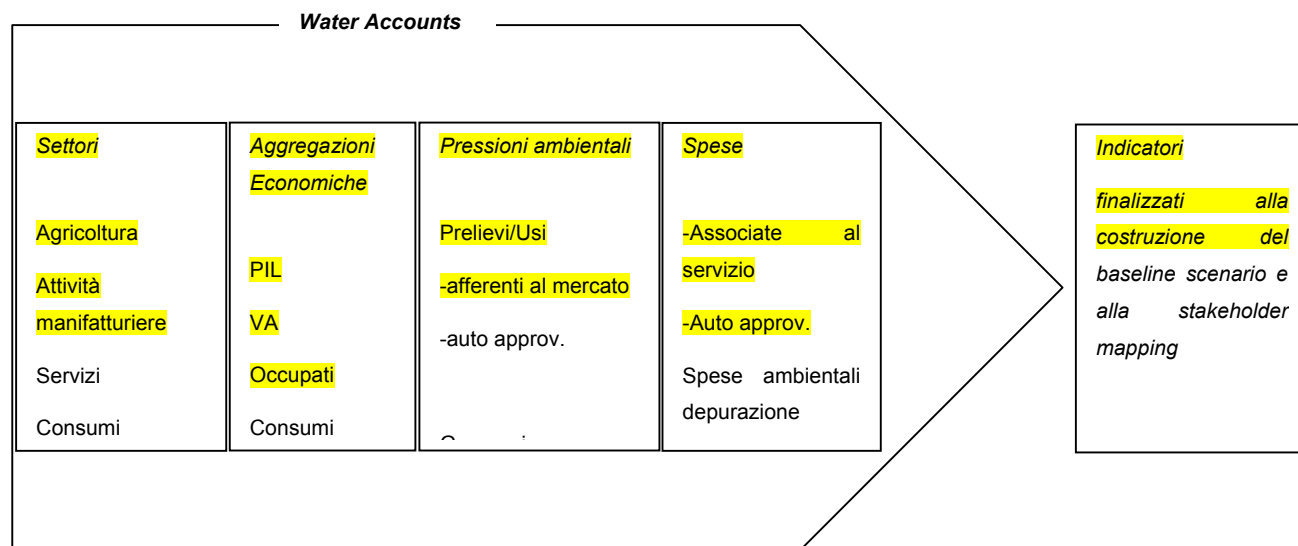 Water Accounts
Settori
Agricoltura
Attività
manifatturiere
Servizi
Consumi
Aggregazioni
Economiche
PIL
VA
Occupati
Consumi
Pressioni ambientali
Prelievi/Usi
-afferenti al mercato
-auto approv.
Spese
-Associate al
servizio
-Auto approv.
Spese ambientali
depurazione
Indicatori
finalizzati alla
costruzione del
baseline scenario e
alla stakeholder
mapping